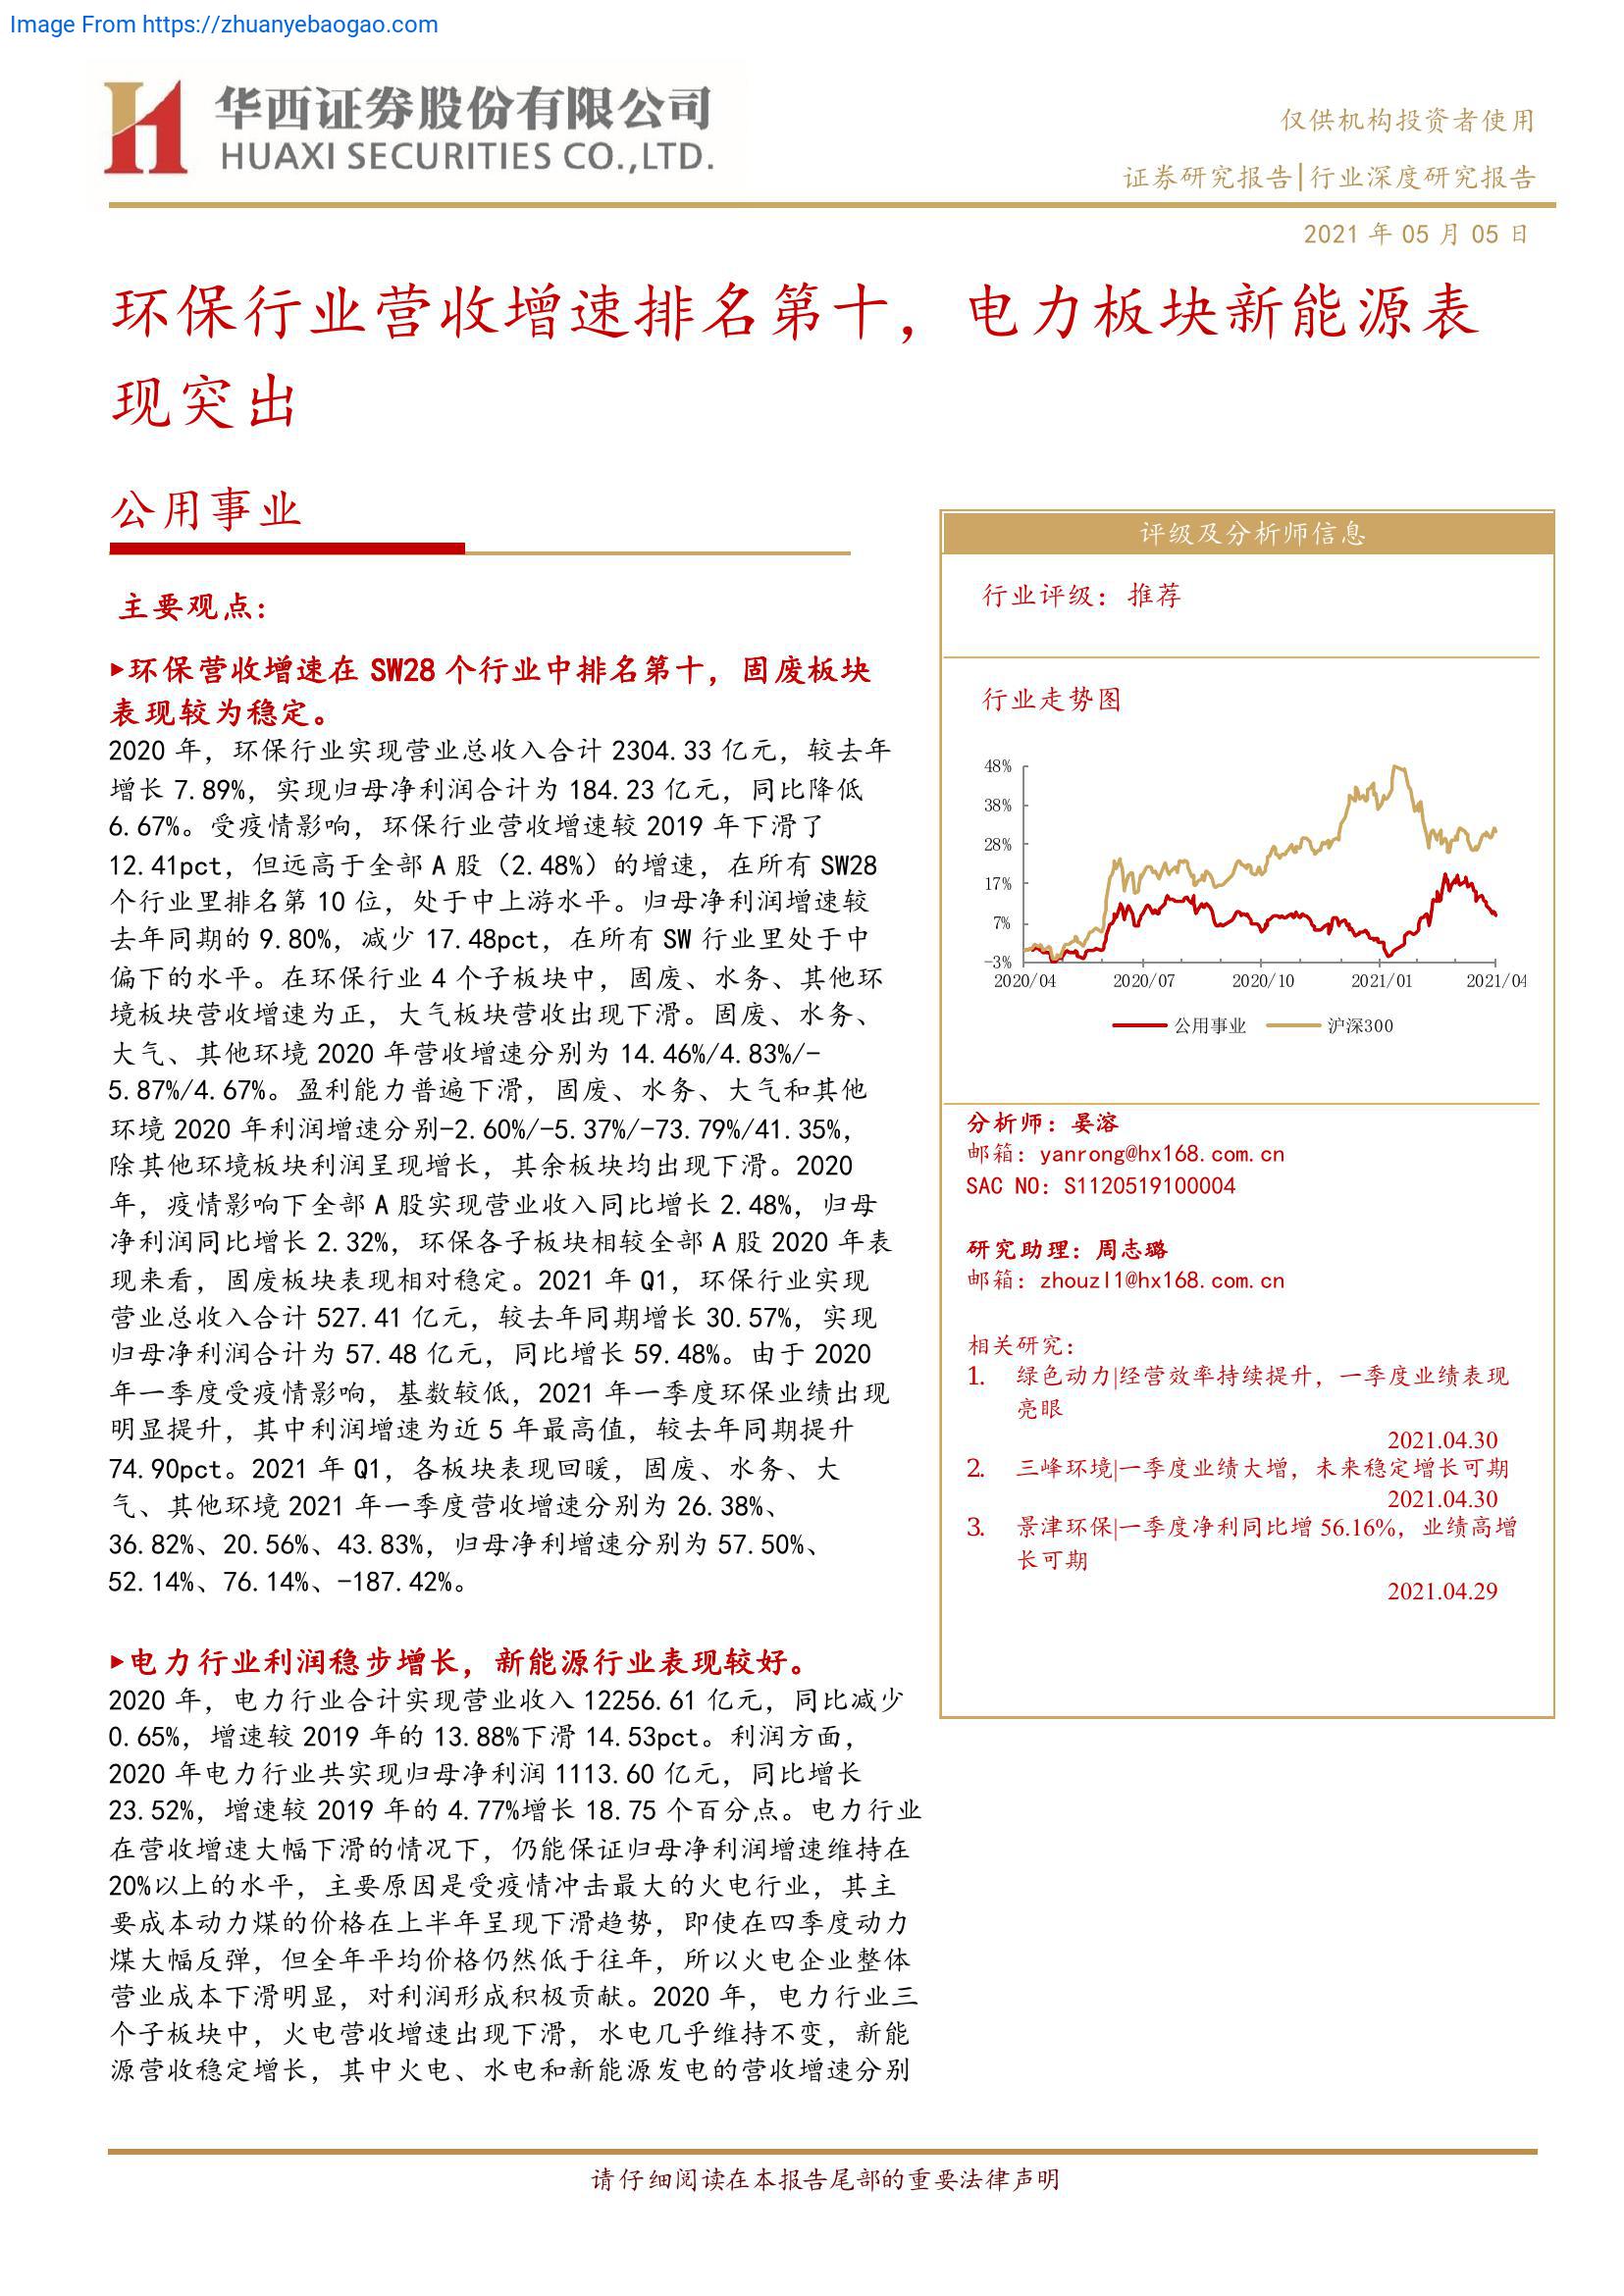 Image From https://zhuanyebaogao.com
华西证券股份有限公司
HUAXI SECURITIES CO.,LTD.
仅供机构投资者使用
证券研究报告|行业深度研究报告
2021 年 05 月 05 日
环保行业营收增速排名第十，电力板块新能源表
现突出
公用事业
主要观点：
▸环保营收增速在 SW28 个行业中排名第十，固废板块
表现较为稳定。
2020 年，环保行业实现营业总收入合计 2304.33 亿元，较去年
增长 7.89%，实现归母净利润合计为 184.23 亿元，同比降低
6.67%。受疫情影响，环保行业营收增速较 2019 年下滑了
12.41pct，但远高于全部 A 股（2.48%）的增速，在所有 SW28
个行业里排名第 10 位，处于中上游水平。归母净利润增速较
去年同期的 9.80%，减少 17.48pct，在所有 SW 行业里处于中
偏下的水平。在环保行业 4 个子板块中，固废、水务、其他环
境板块营收增速为正，大气板块营收出现下滑。固废、水务、
大气、其他环境 2020 年营收增速分别为 14.46%/4.83%/-
5.87%/4.67%。盈利能力普遍下滑，固废、水务、大气和其他
环境 2020 年利润增速分别-2.60%/-5.37%/-73.79%/41.35%，
除其他环境板块利润呈现增长，其余板块均出现下滑。2020
年，疫情影响下全部 A 股实现营业收入同比增长 2.48%，归母
净利润同比增长 2.32%，环保各子板块相较全部 A 股 2020 年表
现来看，固废板块表现相对稳定。2021 年 Q1，环保行业实现
营业总收入合计 527.41 亿元，较去年同期增长 30.57%，实现
归母净利润合计为 57.48 亿元，同比增长 59.48%。由于 2020
年一季度受疫情影响，基数较低，2021 年一季度环保业绩出现
明显提升，其中利润增速为近 5 年最高值，较去年同期提升
74.90pct。2021 年 Q1，各板块表现回暖，固废、水务、大
气、其他环境 2021 年一季度营收增速分别为 26.38%、
36.82%、20.56%、43.83%，归母净利增速分别为 57.50%、
52.14%、76.14%、-187.42%。
▸电力行业利润稳步增长，新能源行业表现较好。
2020 年，电力行业合计实现营业收入 12256.61 亿元，同比减少
0.65%，增速较 2019 年的 13.88%下滑 14.53pct。利润方面，
2020 年电力行业共实现归母净利润 1113.60 亿元，同比增长
23.52%，增速较 2019 年的 4.77%增长 18.75 个百分点。电力行业
在营收增速大幅下滑的情况下，仍能保证归母净利润增速维持在
20%以上的水平，主要原因是受疫情冲击最大的火电行业，其主
要成本动力煤的价格在上半年呈现下滑趋势，即使在四季度动力
煤大幅反弹，但全年平均价格仍然低于往年，所以火电企业整体
营业成本下滑明显，对利润形成积极贡献。2020 年，电力行业三
个子板块中，火电营收增速出现下滑，水电几乎维持不变，新能
源营收稳定增长，其中火电、水电和新能源发电的营收增速分别
评级及分析师信息
行业评级：推荐
行业走势图
48%
38%
28%
17%
7%
-3%
2020/04 2020/07 2020/10 2021/01 2021/04
公用事业 沪深300
分析师：晏溶
邮箱：yanrong@hx168.com.cn
SAC NO：S1120519100004
研究助理：周志璐
邮箱：zhouzl1@hx168.com.cn
相关研究：
1. 绿色动力|经营效率持续提升，一季度业绩表现
亮眼
2021.04.30
2. 三峰环境|一季度业绩大增，未来稳定增长可期
2021.04.30
3. 景津环保|一季度净利同比增 56.16%，业绩高增
长可期
2021.04.29
请仔细阅读在本报告尾部的重要法律声明